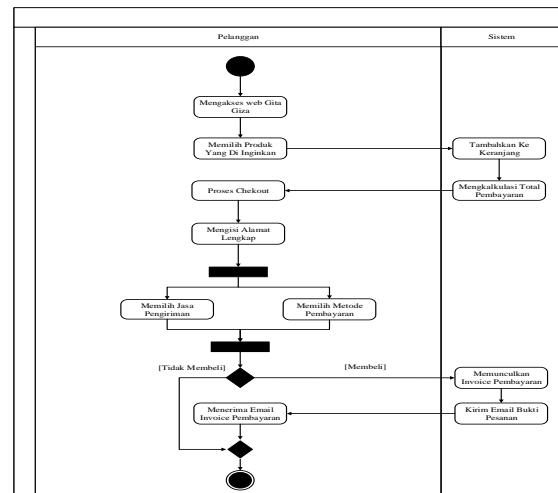 Pelanggan
Sistem
Mengakses web Gita
Giza
Memilih Produk
Yang Di Inginkan
Tambahkan Ke
Keranjang
Proses Chekout
Mengkalkulasi Total
Pembayaran
Mengisi Alamat
Lengkap
Memilih Jasa
Pengiriman
Memilih Metode
Pembayaran
[Tidak Membeli]
[Membeli]
Memunculkan
Invoice Pembayaran
Menerima Email
Invoice Pembayaran
Kirim Email Bukti
Pesanan